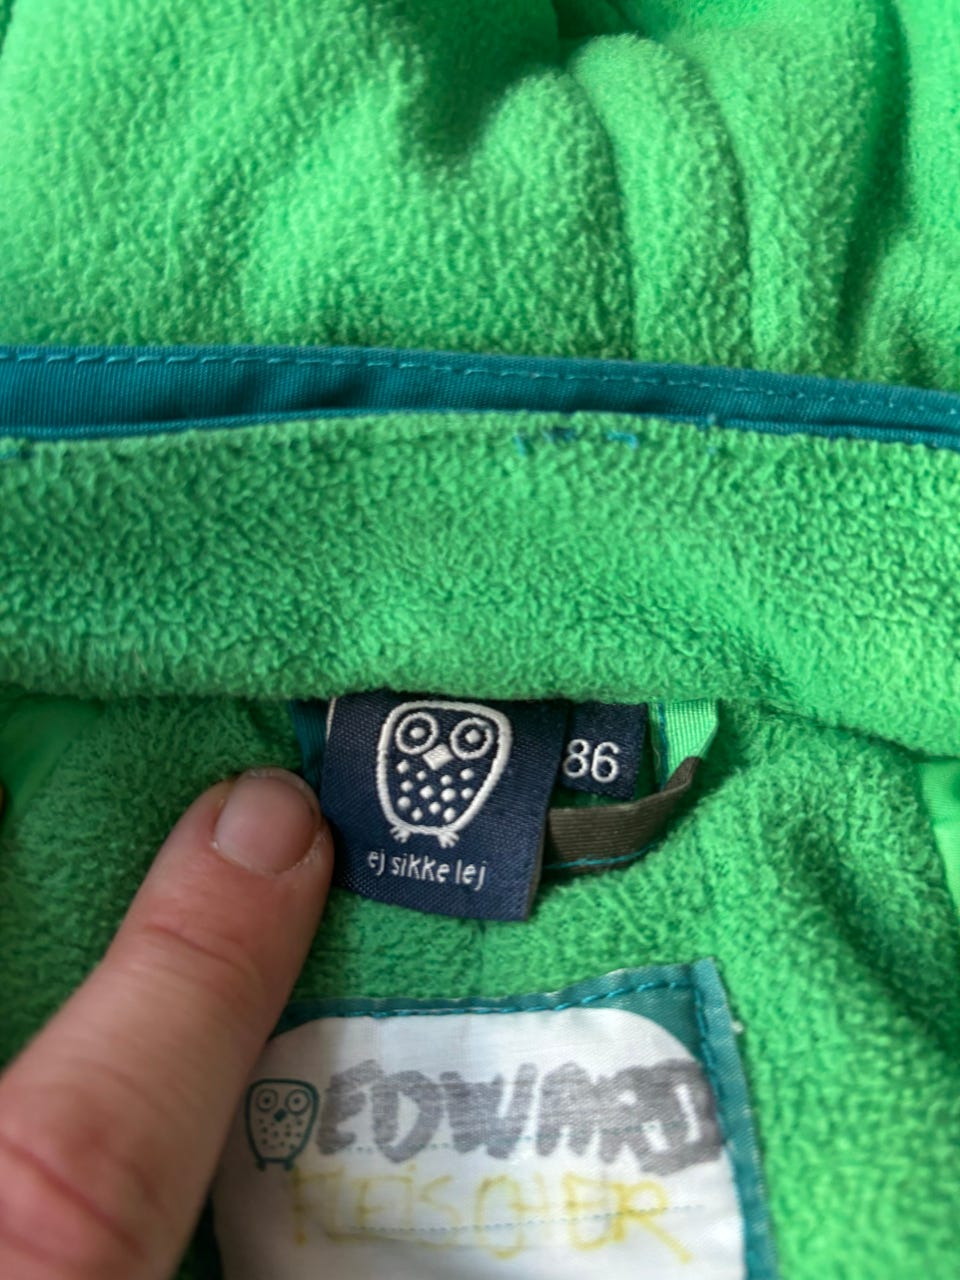 86
ej sikke lej
EDWARD
FLEISCHER